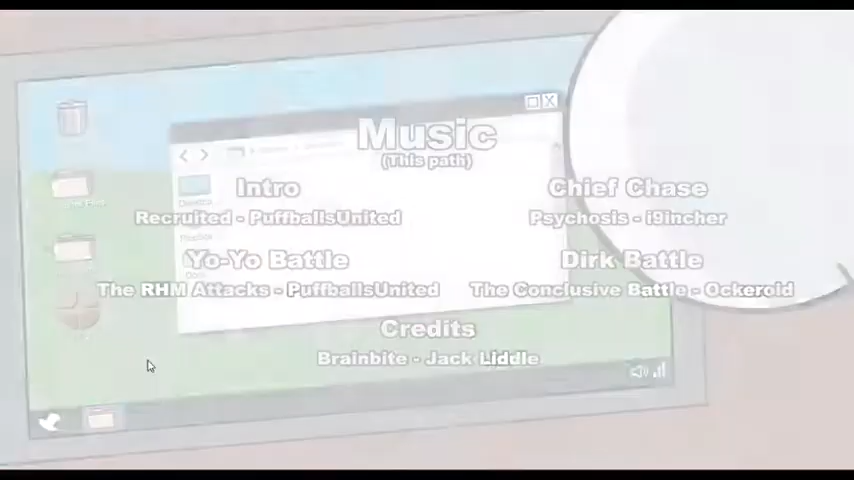 Music
(This path)
Intro
Recruited - PuffballsUnited
Chief Chase
Psychosis - i9incher
Yo-Yo Battle
The RHM Attacks - PuffballsUnited
Dirk Battle
The Conclusive Battle - Ockeroid
Credits
Brainbite - Jack Liddle